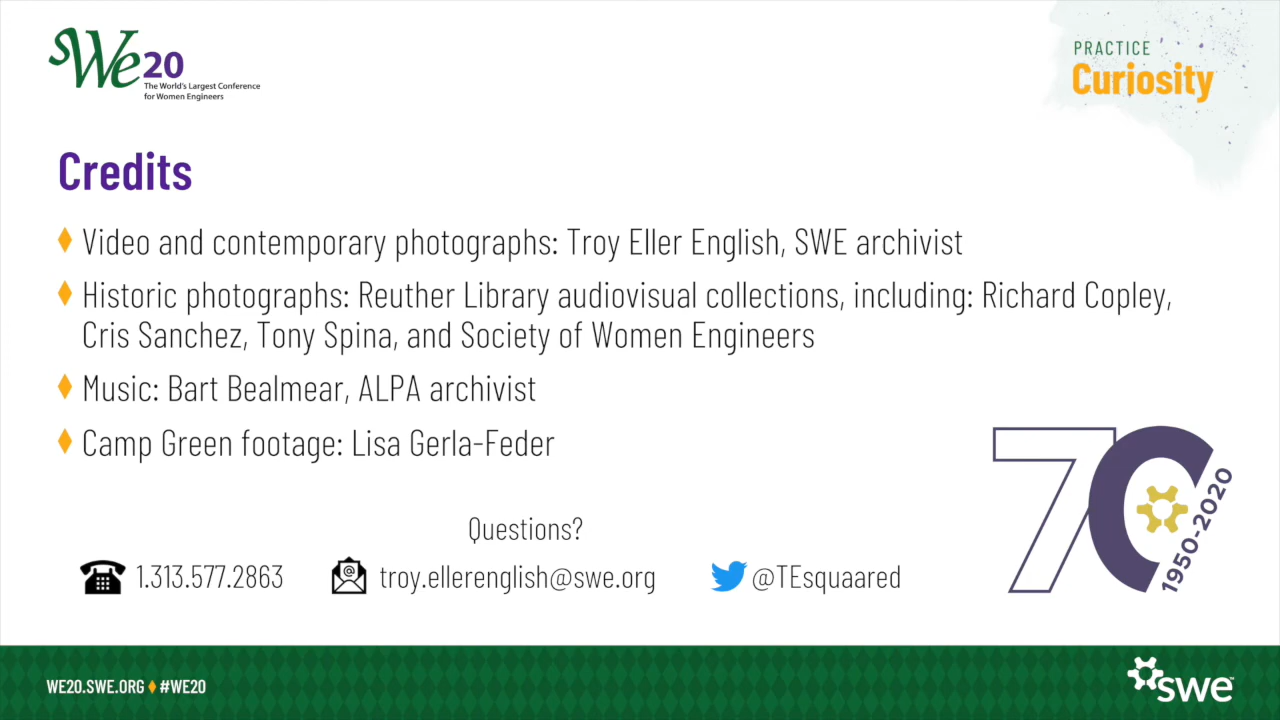 SWe20
The World's Largest Conference
for Women Engineers
PRACTICE
Curiosity
Credits
Video and contemporary photographs: Troy Eller English, SWE archivist
Historic photographs: Reuther Library audiovisual collections, including: Richard Copley,
Cris Sanchez, Tony Spina, and Society of Women Engineers
Music: Bart Bealmear, ALPA archivist
Camp Green footage: Lisa Gerla-Feder
70
1950-2020
Questions?
1.313.577.2863 troy.ellerenglish@swe.org @TEsquaared
WE20.SWE.ORG ♦ #WE20
swe